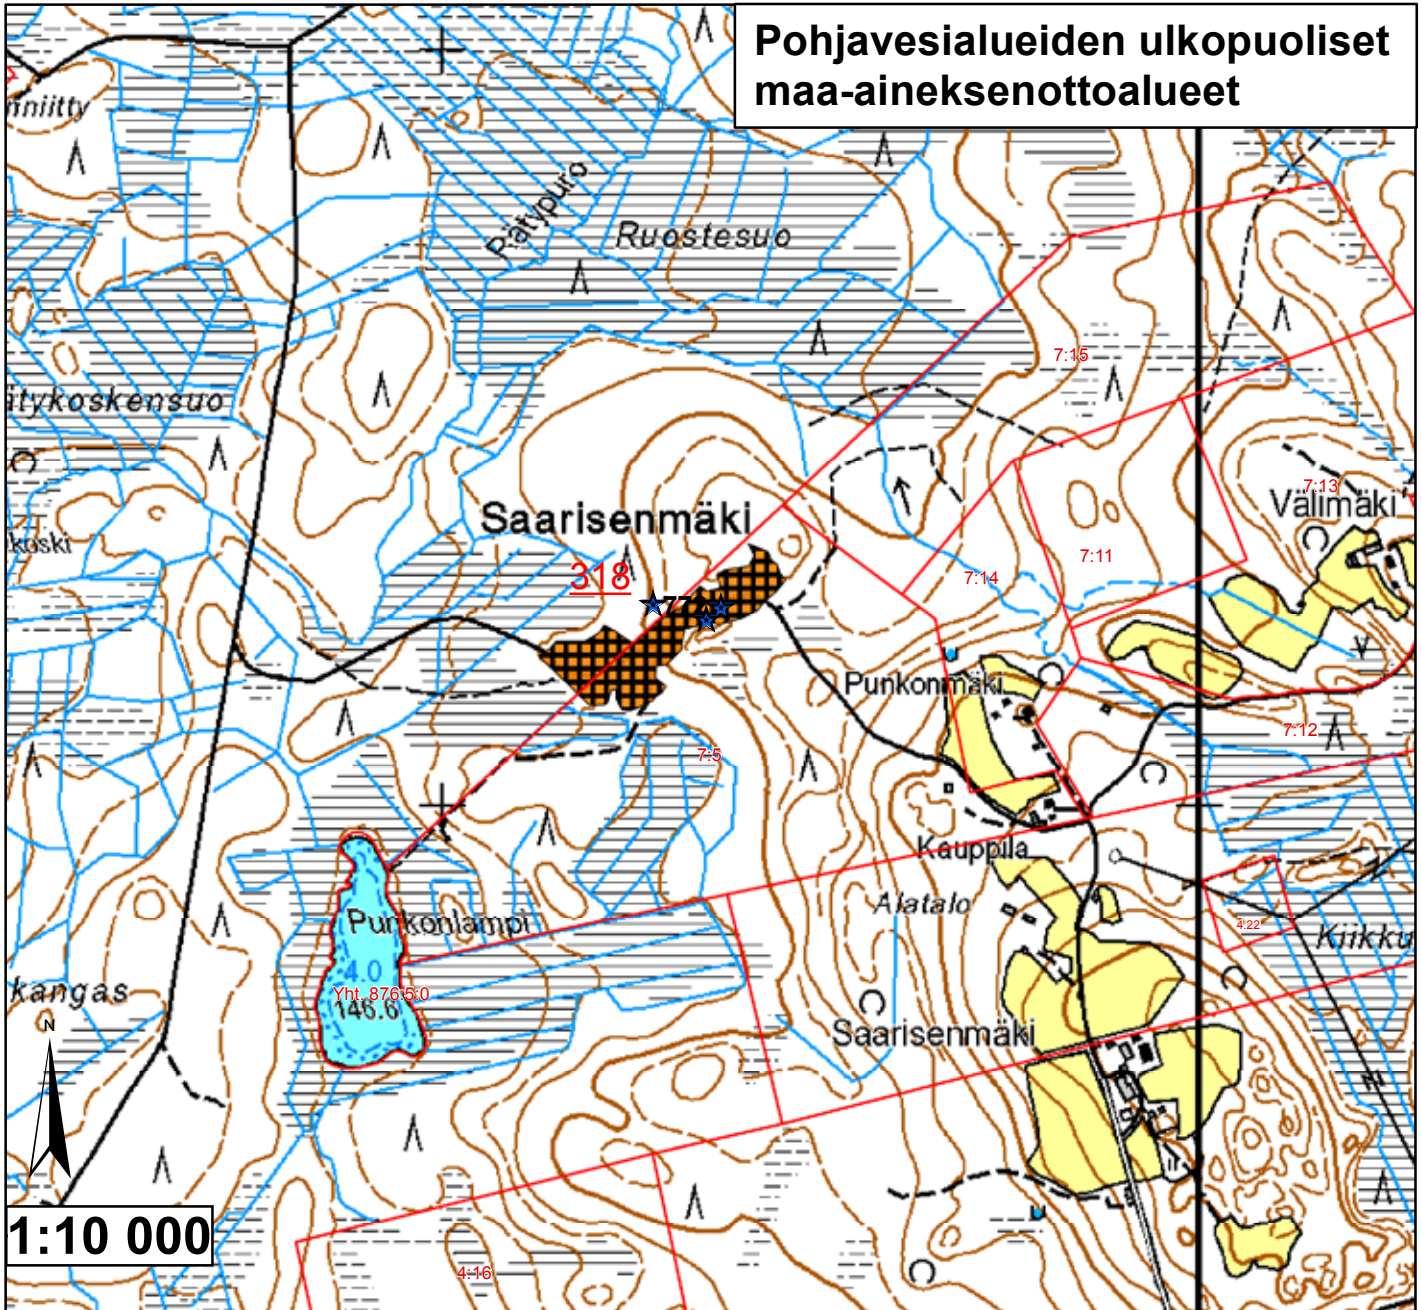 Pohjavesialueiden ulkopuoliset
maa-aineksenottoalueet
Rätypuro
Ruostesuo
7:15
Saarisenmäki
318
7:13
Välimäki
7:11
7:14
Punkonmäki
7:12
7:5
Kauppila
Alatalo
4:22
Kiikku
Punkonlampi
4.0
Yht. 876:5:0
146.6
kangas
Saarisenmäki
N
1:10 000
4:16